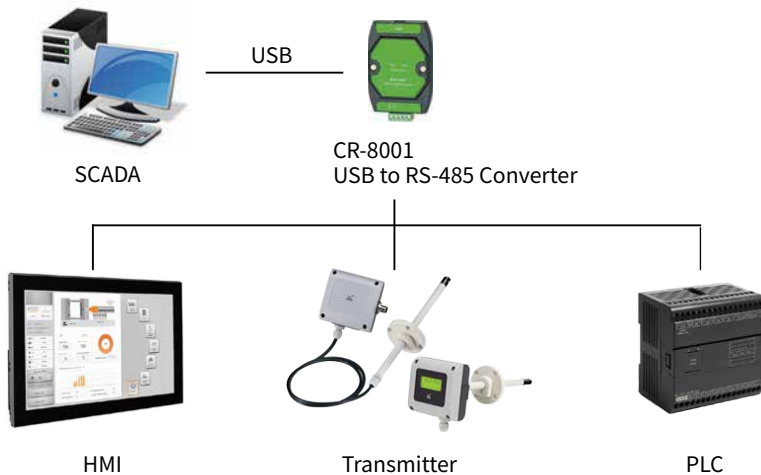 USB
SCADA
CR-8001
USB to RS-485 Converter
HMI
Transmitter
PLC